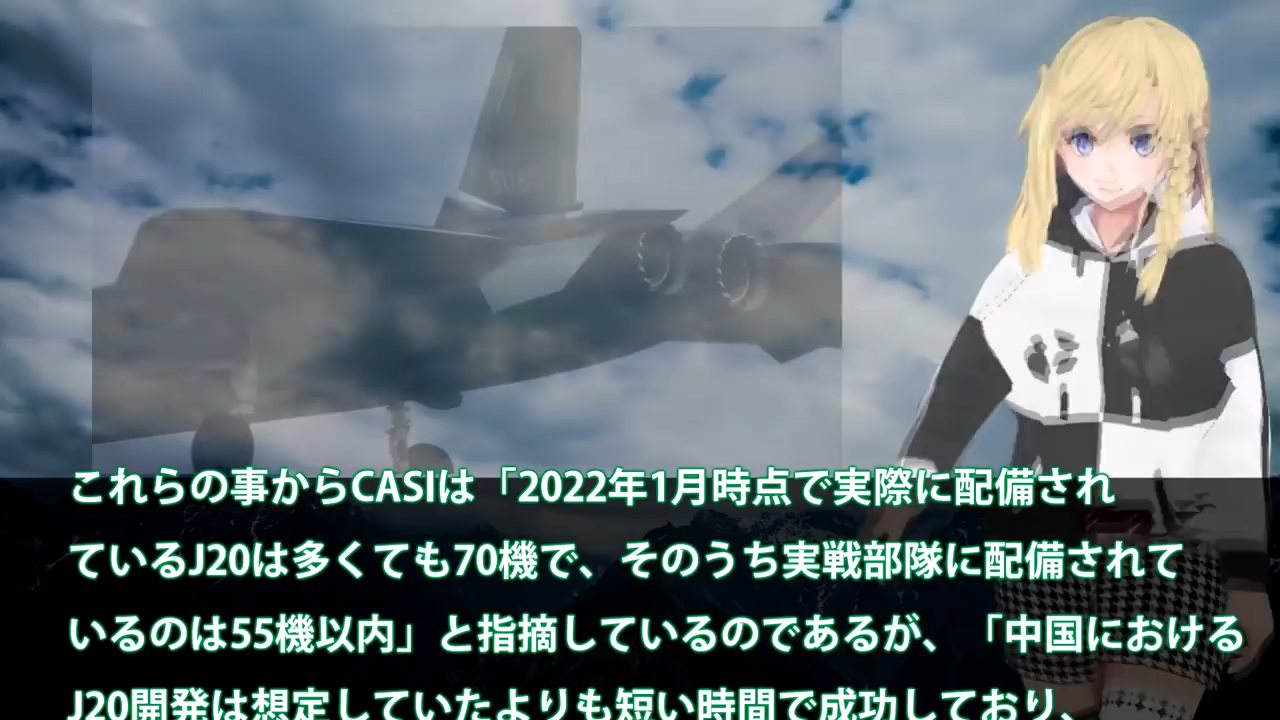 これらの事からCASIは「2022年1月時点で実際に配備され
ているJ20は多くても70機で、そのうち実戦部隊に配備されて
いるのは55機以内」と指摘しているのであるが、「中国における
J20開発は想定していたよりも短い時間で成功しており、